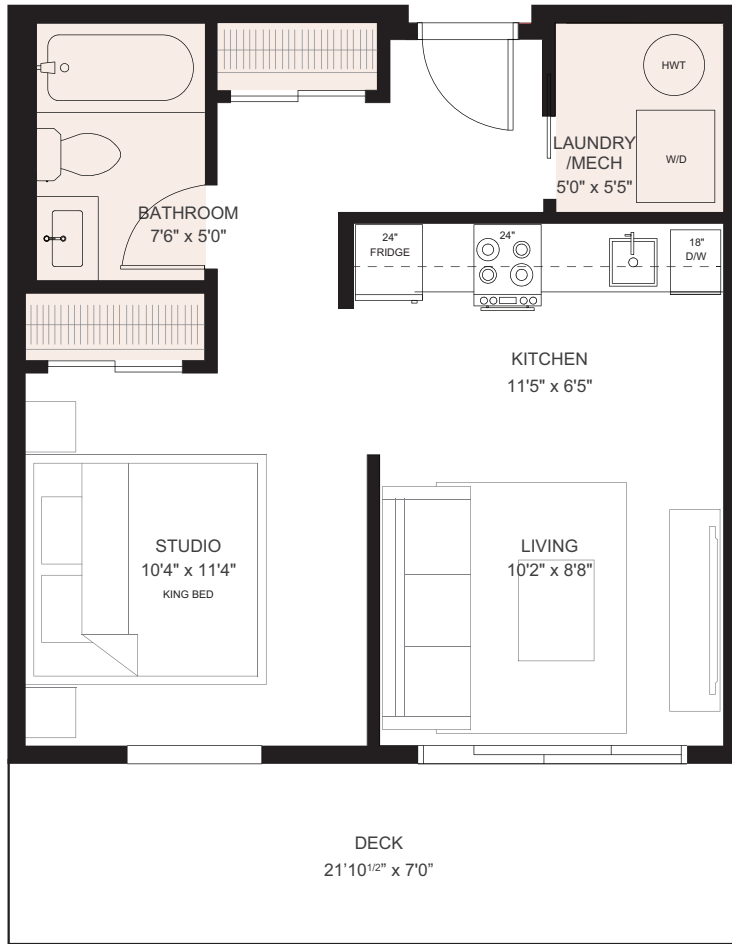 HWT
LAUNDRY
/MECH
5'0" x 5'5"
W/D
BATHROOM
7'6" x 5'0"
24"
FRIDGE
24"
18"
D/W
KITCHEN
11'5" x 6'5"
STUDIO
10'4" x 11'4"
KING BED
LIVING
10'2" x 8'8"
DECK
21’10¹/²” x 7'0”